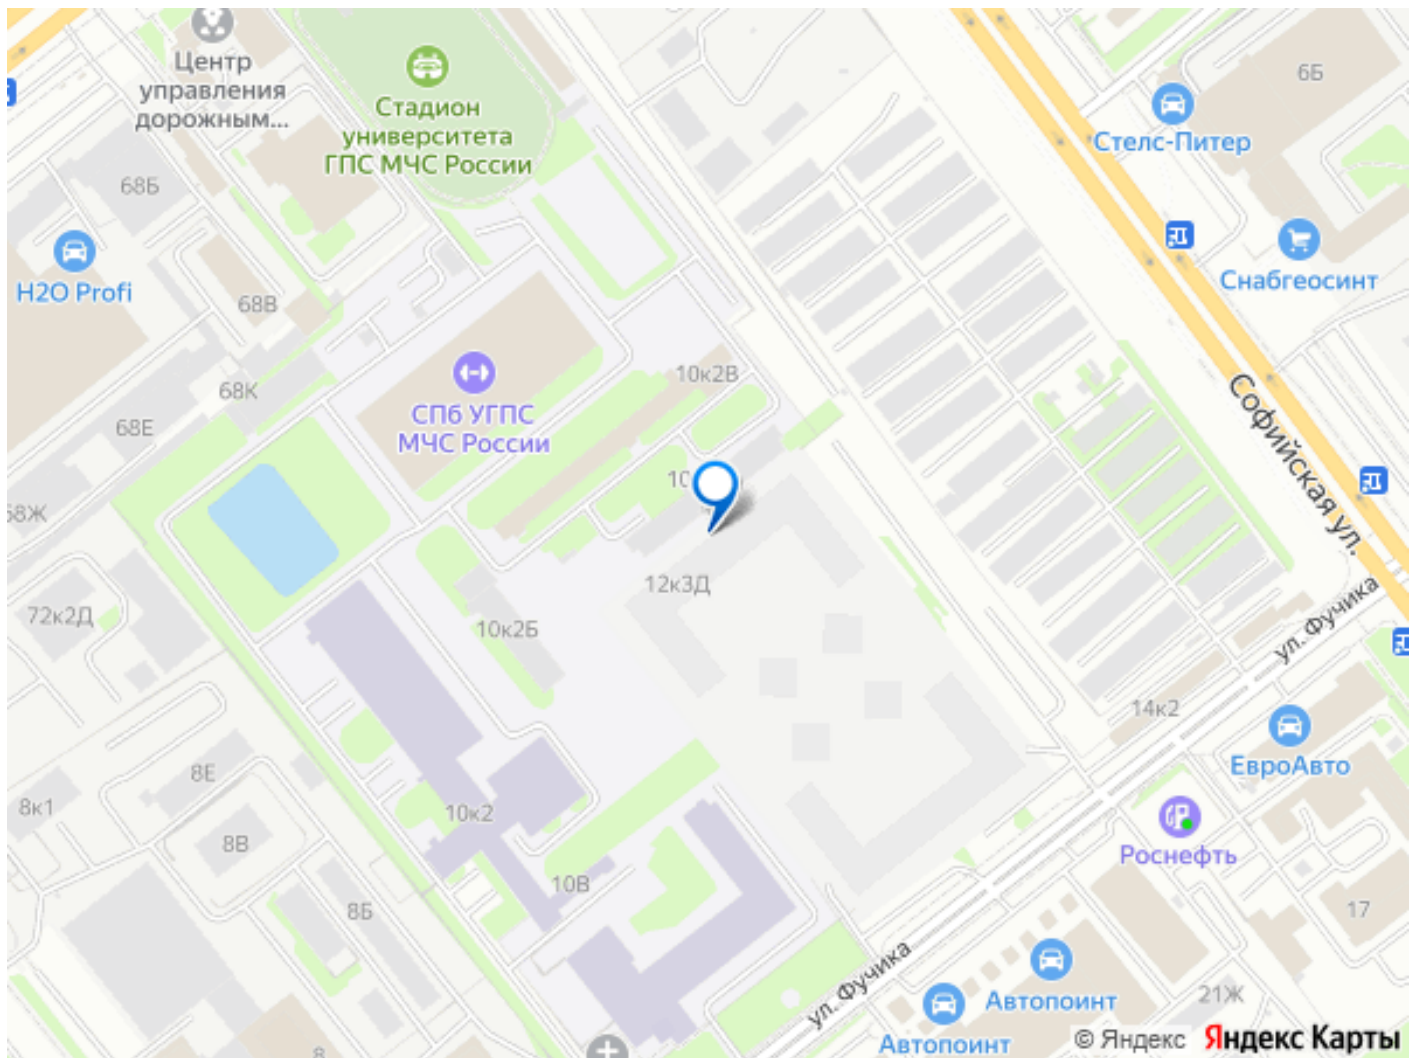 Центр
управления
дорожным...
Стадион
университета
ГПС МЧС России
6Б
Стелс-Питер
68Б
Снабгеосинт
H2O Profi
68В
10к2В
68К
СПб УГПС
МЧС России
68Е
Софийская ул.
68Ж
12к3Д
72к2Д
10к2Б
ул. Фучика
14к2
ЕвроАвто
8Е
8к1
10к2
8В
Роснефть
10В
8Б
17
ул. Фучика
21Ж
Автопоинт
Автопоинт
8
© Яндекс Яндекс Карты